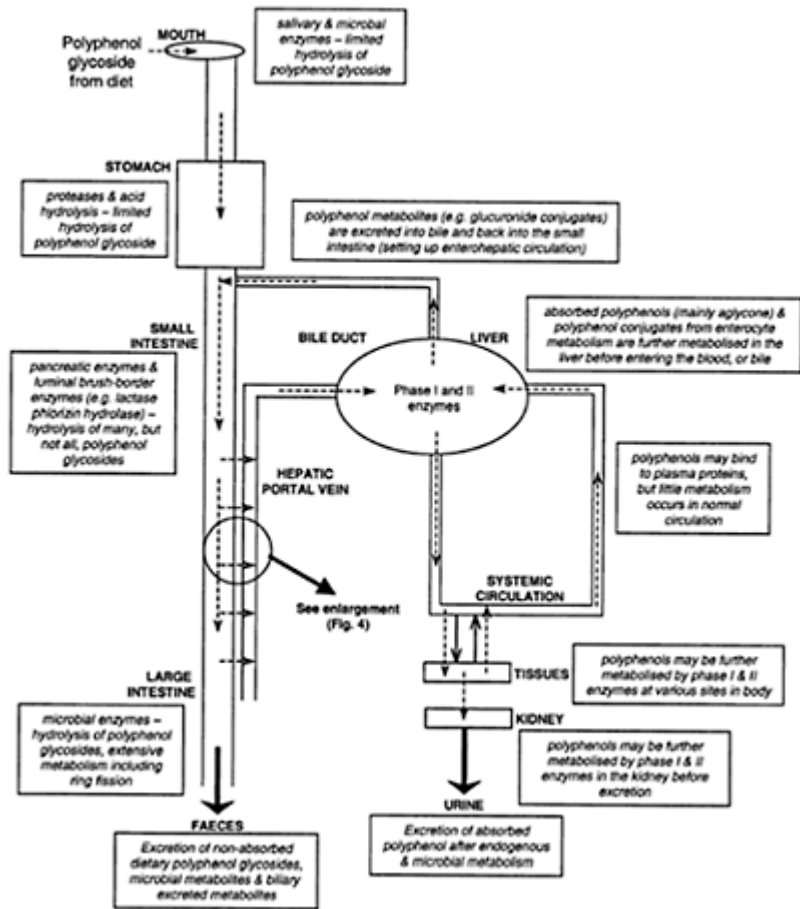 MOUTH
Polyphenol
glycoside
from diet
salivary & microbal
enzymes – limited
hydrolysis of
polyphenol glycoside
STOMACH
proteases & acid
hydrolysis – limited
hydrolysis of
polyphenol glycoside
polyphenol metabolites (e.g. glucuronide conjugates)
are excreted into bile and back into the small
intestine (setting up enterohepatic circulation)
SMALL
INTESTINE
BILE DUCT
LIVER
absorbed polyphenols (mainly aglycone) &
polyphenol conjugates from enterocyte
metabolism are further metabolised in the
liver before entering the blood, or bile
pancreatic enzymes &
luminal brush-border
enzymes (e.g. lactase
phlorizin hydrolase) –
hydrolysis of many, but
not all, polyphenol
glycosides
Phase I and II
enzymes
HEPATIC
PORTAL VEIN
polyphenols may bind
to plasma proteins,
but little metabolism
occurs in normal
circulation
See enlargement
(Fig. 4)
SYSTEMIC
CIRCULATION
LARGE
INTESTINE
TISSUES
polyphenols may be further
metabolised by phase I & II
enzymes at various sites in body
microbial enzymes –
hydrolysis of polyphenol
glycosides, extensive
metabolism including
ring fission
KIDNEY
polyphenols may be further
metabolised by phase I & II
enzymes in the kidney before
excretion
FAECES
Excretion of non-absorbed
dietary polyphenol glycosides,
microbial metabolites & biliary
excreted metabolites
URINE
Excretion of absorbed
polyphenol after endogenous
& microbial metabolism